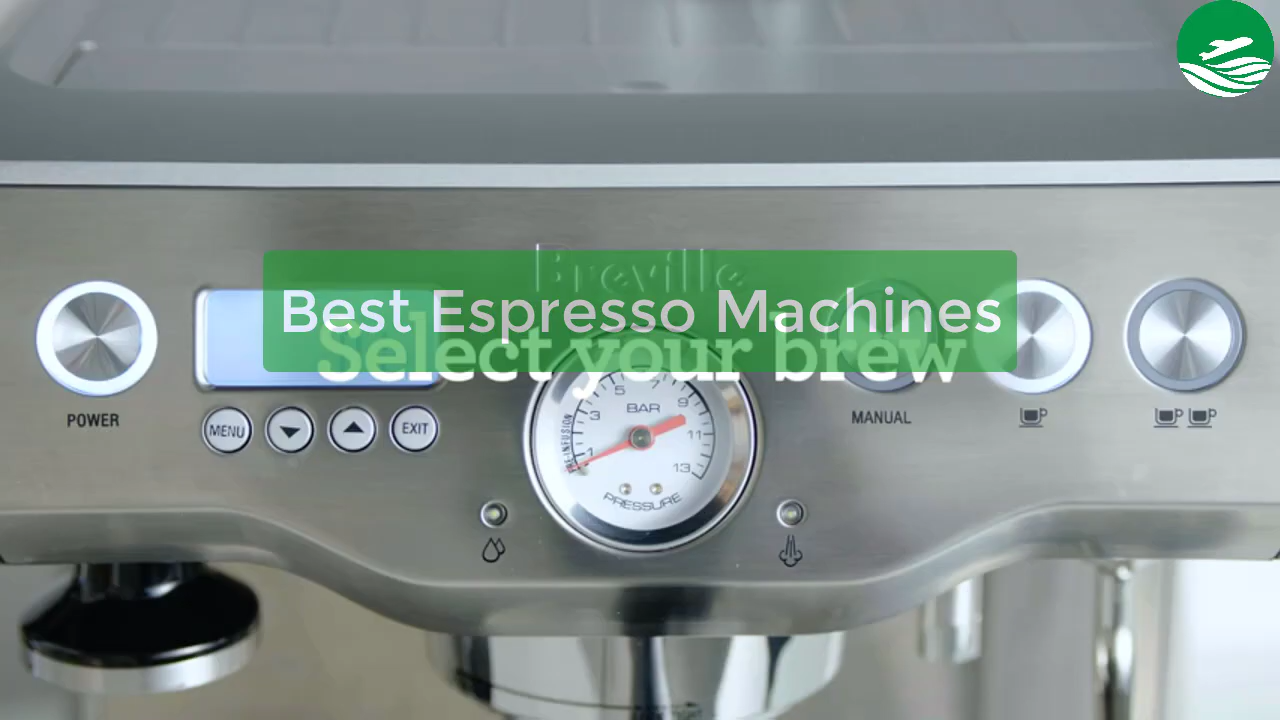 Breville
Best Espresso Machines
Select your brew
POWER
MENU
EXIT
MANUAL
PRE-INFUSION
1
3
5
7
9
11
13
BAR
PRESSURE